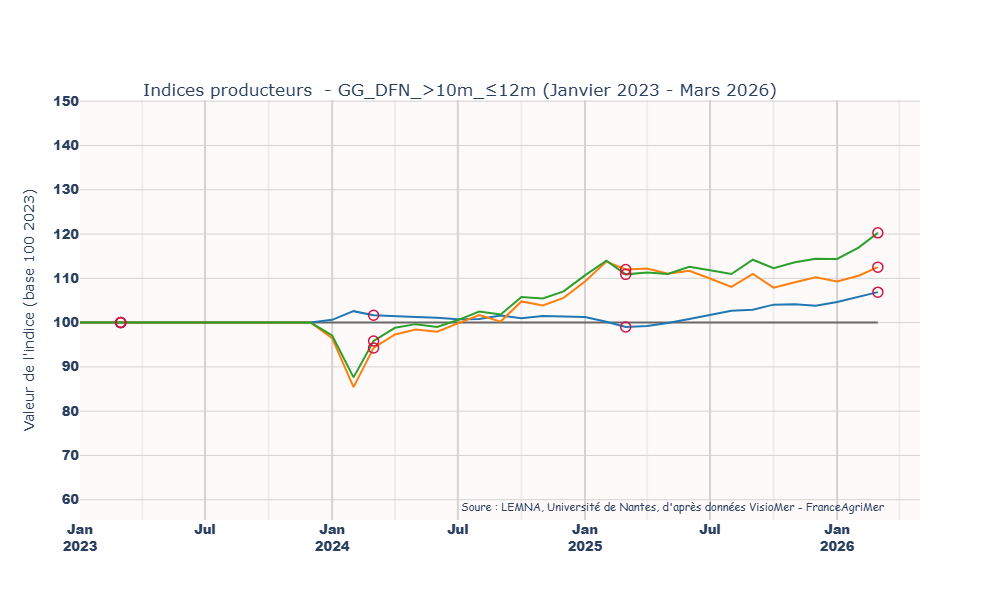 Indices producteurs - GG_DFN_>10m_≤12m (Janvier 2023 - Mars 2026)
Valeur de l'indice (base 100 2023)
150
140
130
120
110
100
90
80
70
60
Soure : LEMNA, Université de Nantes, d'après données VisioMer - FranceAgriMer
Jan Jul Jan Jul Jan Jul Jan
2023 2024 2025 2026